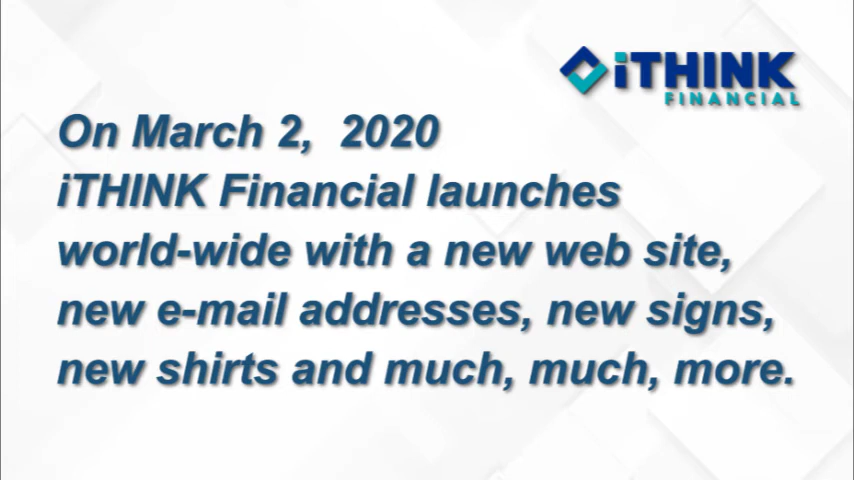 iTHINK
FINANCIAL
On March 2, 2020
iTHINK Financial launches
world-wide with a new web site,
new e-mail addresses, new signs,
new shirts and much, much, more.